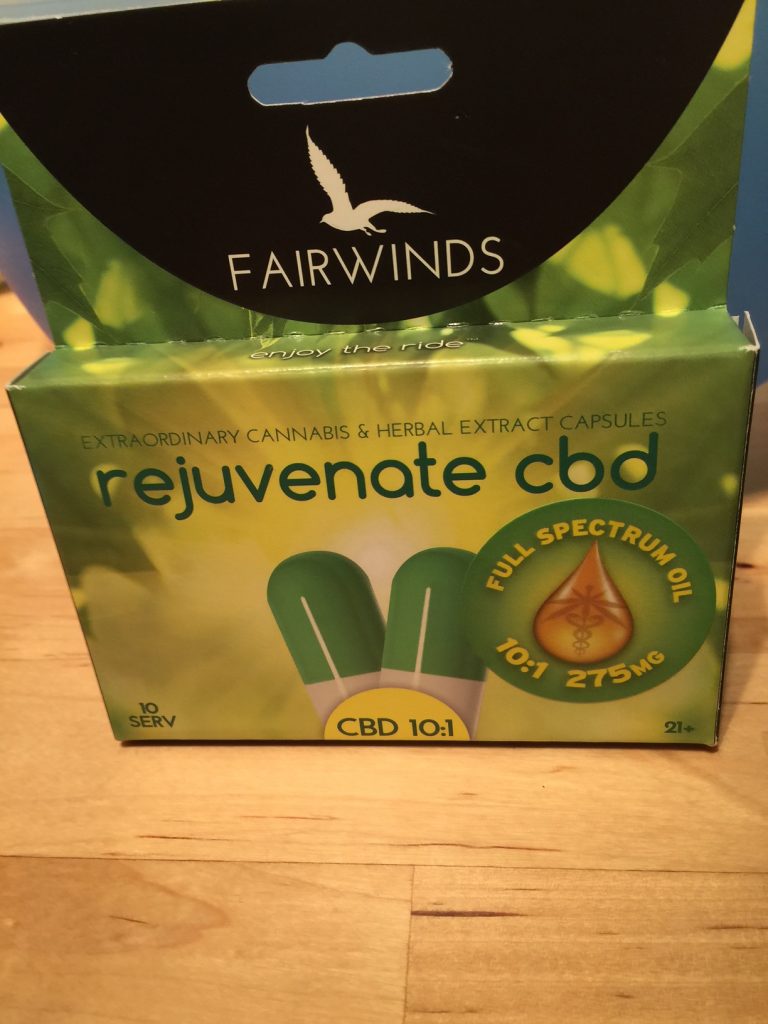 FAIRWINDS
enjoy the ride™
EXTRAORDINARY CANNABIS & HERBAL EXTRACT CAPSULES
rejuvenate cbd
FULL SPECTRUM OIL
10:1 275MG
10
SERV
CBD 10:1
21+